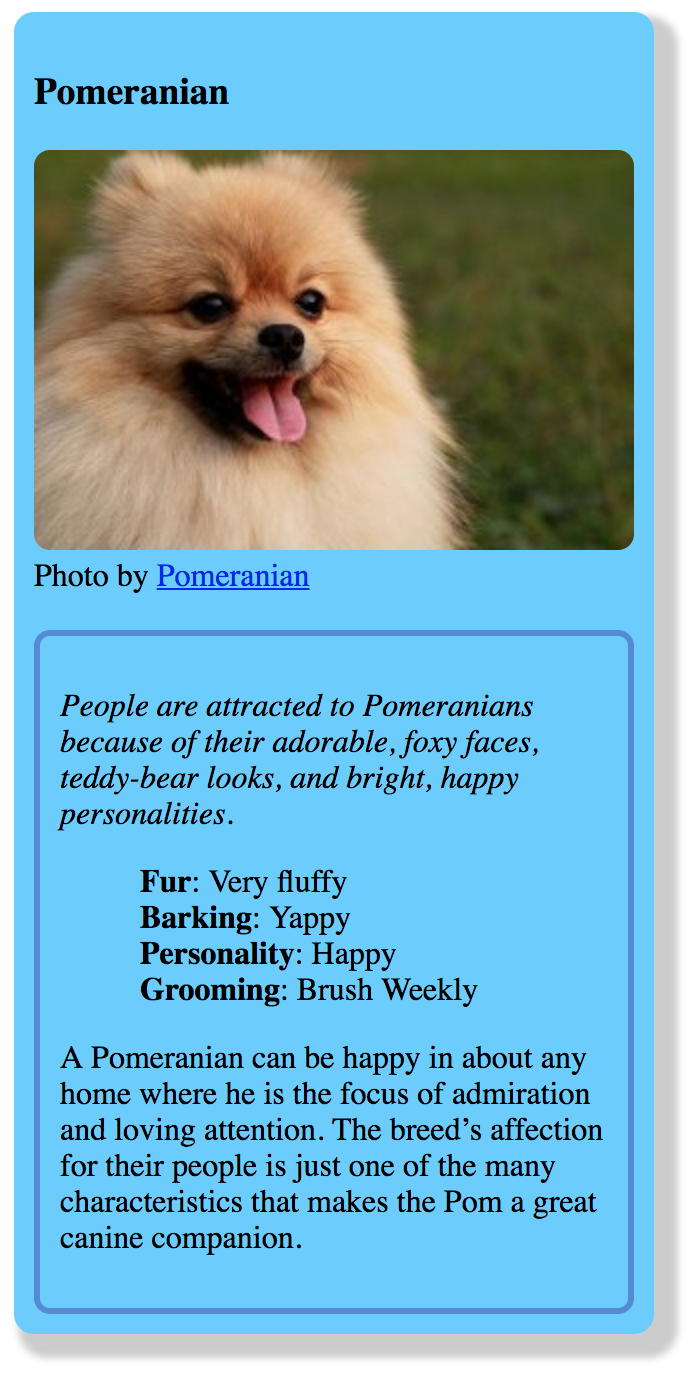 Pomeranian
Photo by Pomeranian
People are attracted to Pomeranians
because of their adorable, foxy faces,
teddy-bear looks, and bright, happy
personalities.
Fur: Very fluffy
Barking: Yappy
Personality: Happy
Grooming: Brush Weekly
A Pomeranian can be happy in about any
home where he is the focus of admiration
and loving attention. The breed’s affection
for their people is just one of the many
characteristics that makes the Pom a great
canine companion.